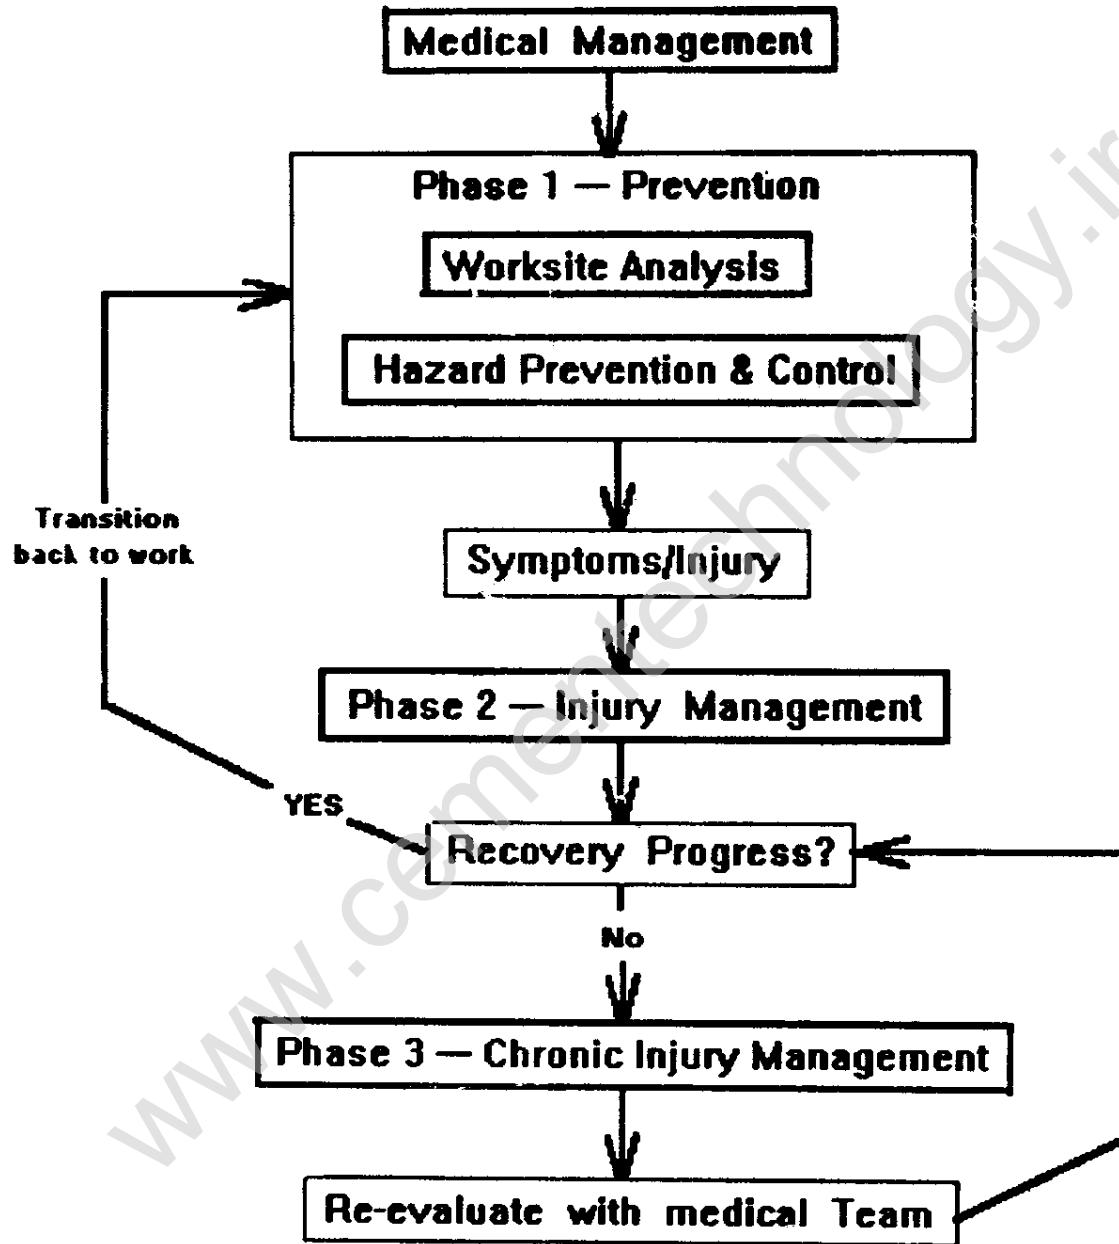 Medical Management
Phase 1 — Prevention
Worksite Analysis
Hazard Prevention & Control
Transition
back to work
Symptoms/Injury
Phase 2 — Injury Management
YES
Recovery Progress?
No
Phase 3 — Chronic Injury Management
Re-evaluate with medical Team
www.cementechnology.ir